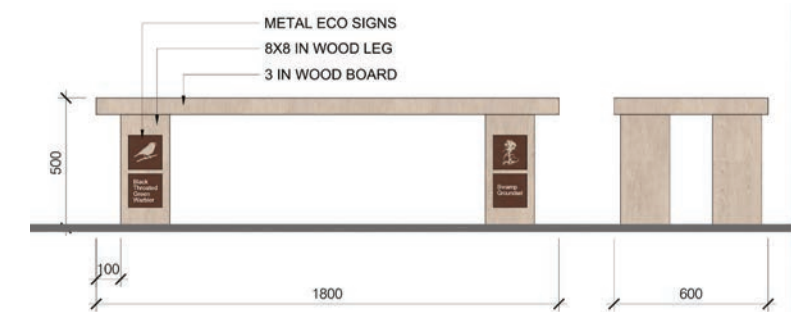 METAL ECO SIGNS
8X8 IN WOOD LEG
3 IN WOOD BOARD
500
Black
Throated
Green
Warbler
Swamp
Groundsel
100
1800
600